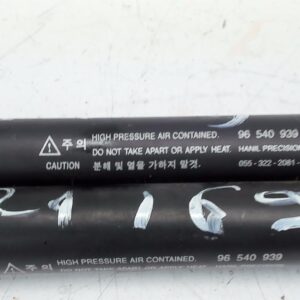 주의 HIGH PRESSURE AIR CONTAINED. 96 540 939
DO NOT TAKE APART OR APPLY HEAT. HANIL PRECISION
CAUTION 분해 및 열을 가하지 말것. 055-322-2081
21169
HIGH PRESSURE AIR CONTAINED. 96 540 939